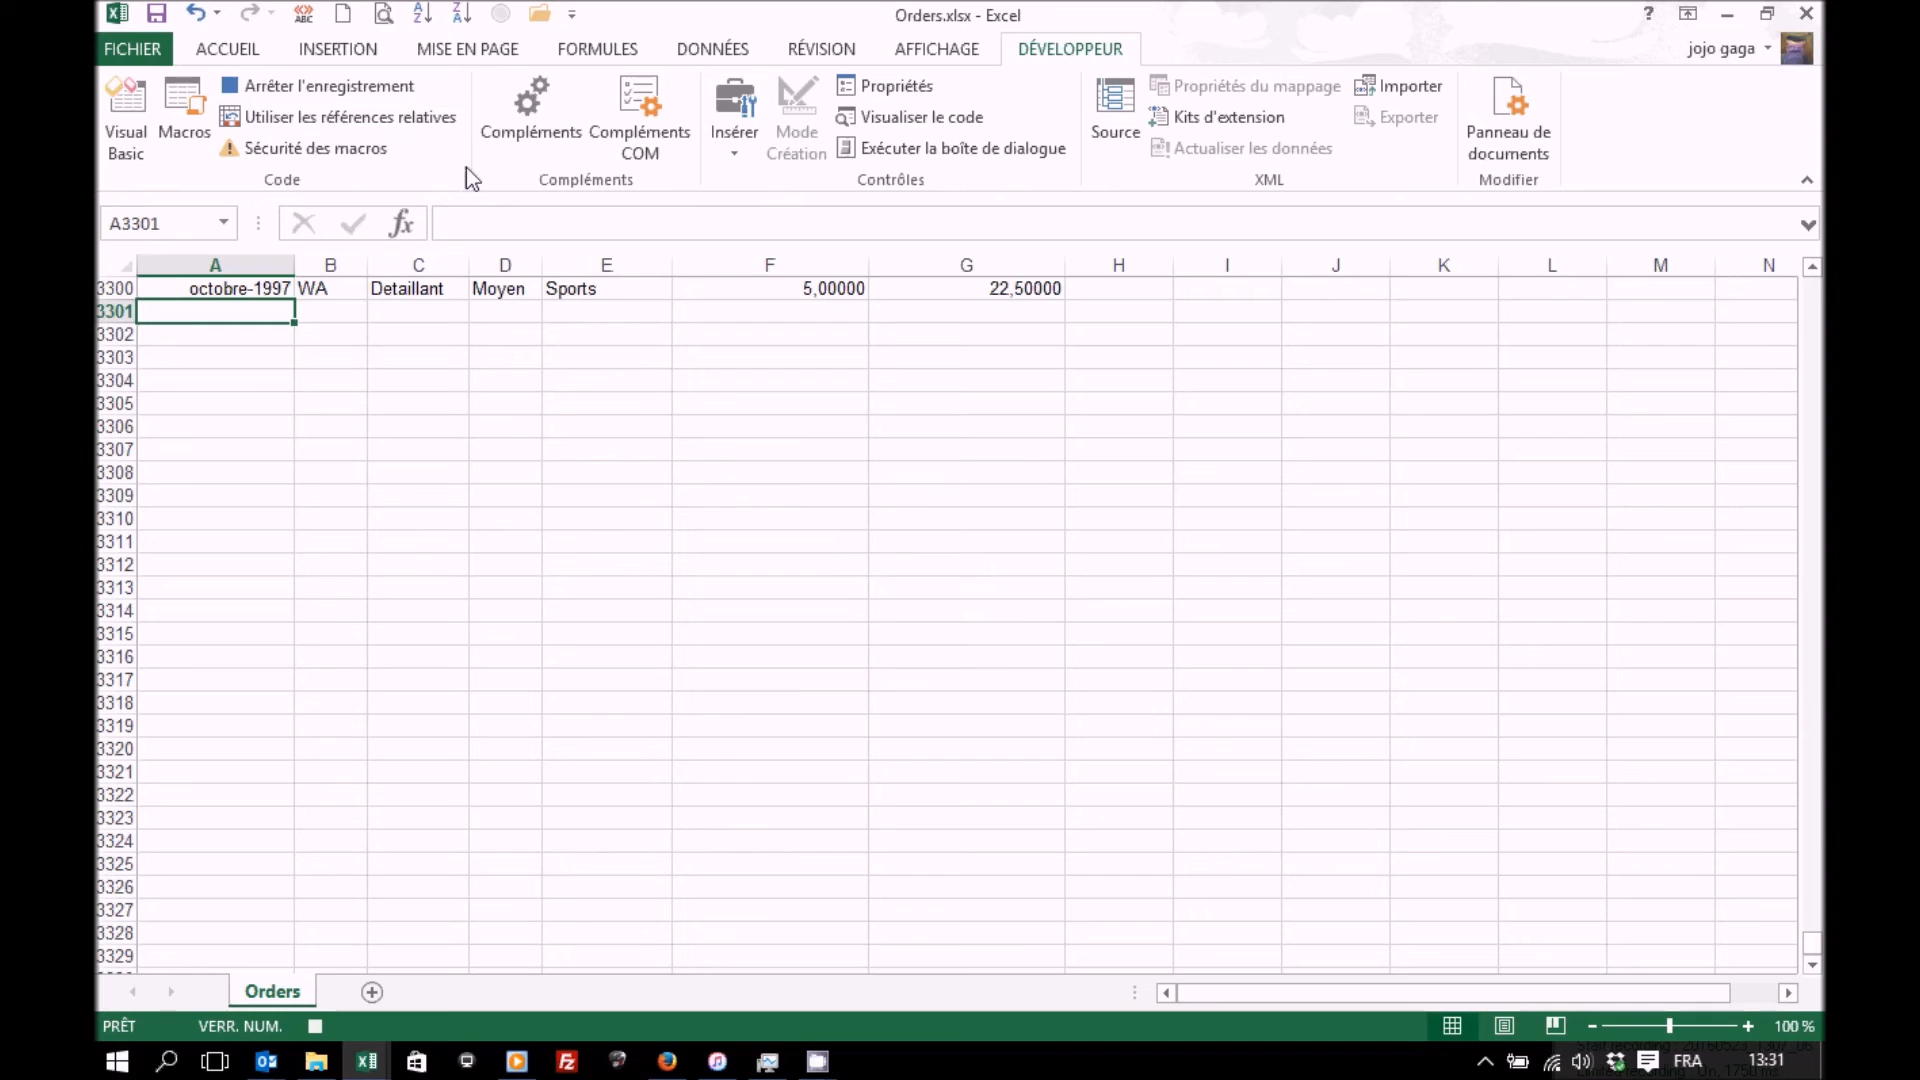 Orders.xlsx - Excel
?
FICHIER ACCUEIL INSERTION MISE EN PAGE FORMULES DONNÉES RÉVISION AFFICHAGE DÉVELOPPEUR jojo gaga
Visual Basic
Macros
Arrêter l'enregistrement
Utiliser les références relatives
Sécurité des macros
Code
Compléments
Compléments COM
Compléments
Insérer
Mode Création
Propriétés
Visualiser le code
Exécuter la boîte de dialogue
Contrôles
Source
Propriétés du mappage
Kits d'extension
Actualiser les données
Importer
Exporter
XML
Panneau de documents
Modifier
A3301 fx
A B C D E F G H I J K L M N
3300 octobre-1997 WA Detaillant Moyen Sports 5,00000 22,50000
3301
3302
3303
3304
3305
3306
3307
3308
3309
3310
3311
3312
3313
3314
3315
3316
3317
3318
3319
3320
3321
3322
3323
3324
3325
3326
3327
3328
3329
Orders
PRÊT VERR. NUM. 100 %
FRA 13:31